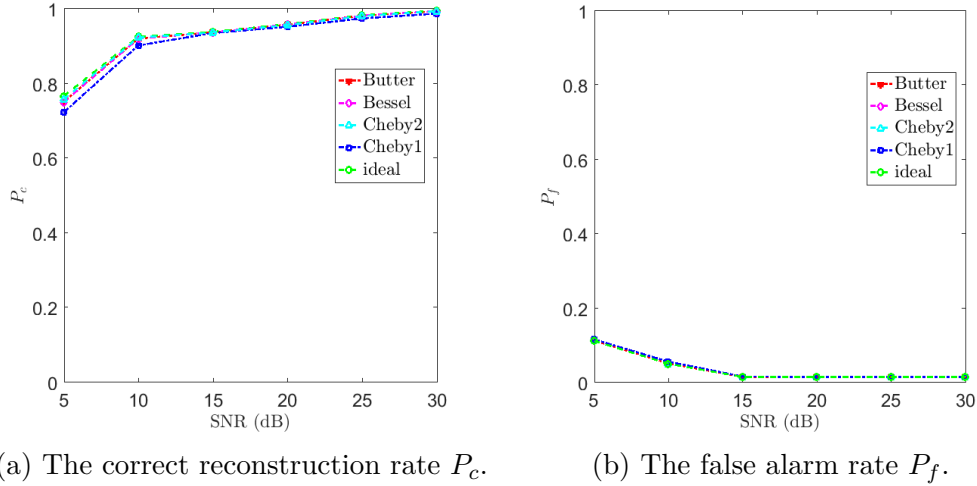 1
0.8
0.6
0.4
0.2
0
5 10 15 20 25 30
P_c
SNR (dB)
Butter
Bessel
Cheby2
Cheby1
ideal
1
0.8
0.6
0.4
0.2
0
5 10 15 20 25 30
P_f
SNR (dB)
Butter
Bessel
Cheby2
Cheby1
ideal
a) The correct reconstruction rate P_c.
(b) The false alarm rate P_f.